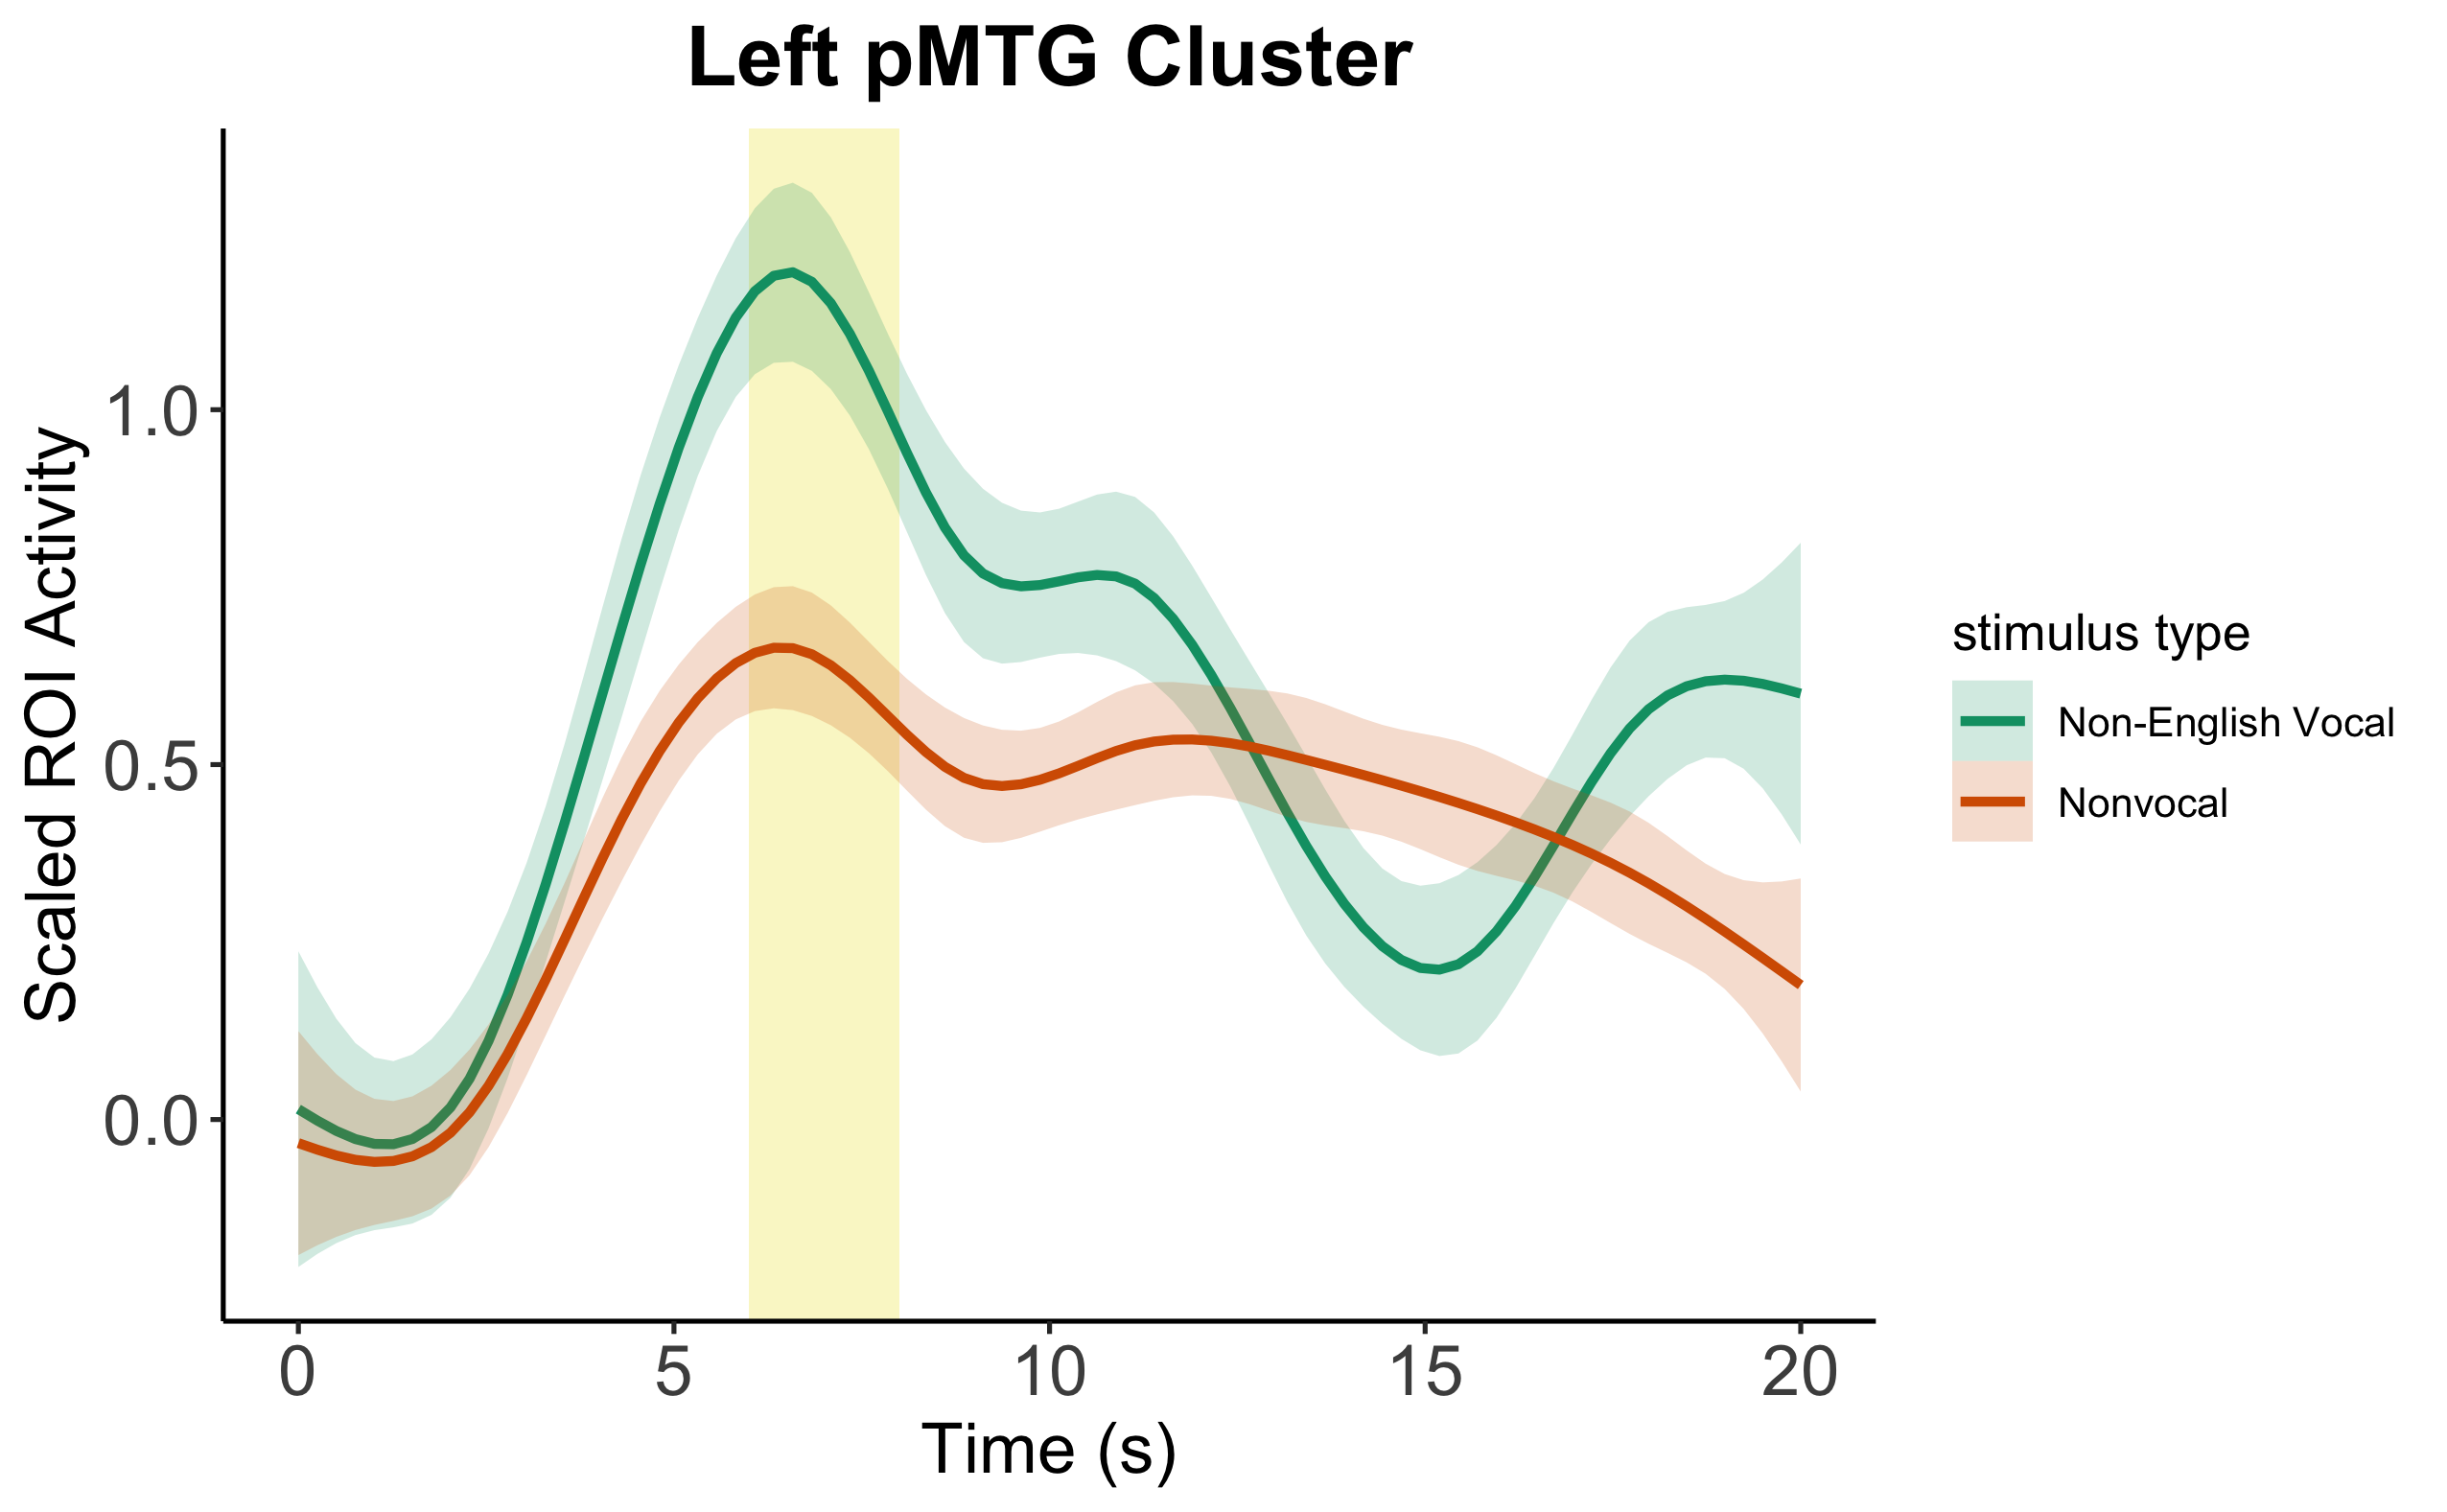 Left pMTG Cluster
Scaled ROI Activity
1.0
0.5
0.0
0 5 10 15 20
Time (s)
stimulus type
Non-English Vocal
Nonvocal